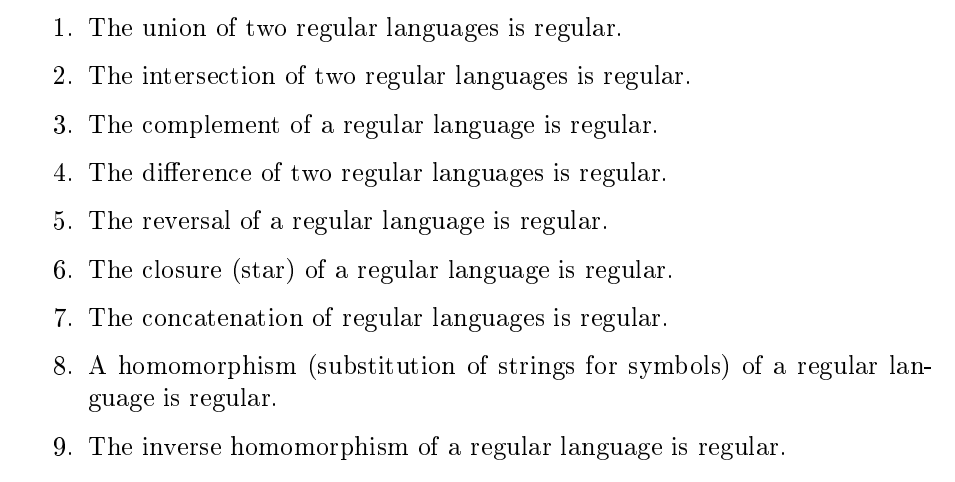 1. The union of two regular languages is regular.
2. The intersection of two regular languages is regular.
3. The complement of a regular language is regular.
4. The difference of two regular languages is regular.
5. The reversal of a regular language is regular.
6. The closure (star) of a regular language is regular.
7. The concatenation of regular languages is regular.
8. A homomorphism (substitution of strings for symbols) of a regular lan-
guage is regular.
9. The inverse homomorphism of a regular language is regular.